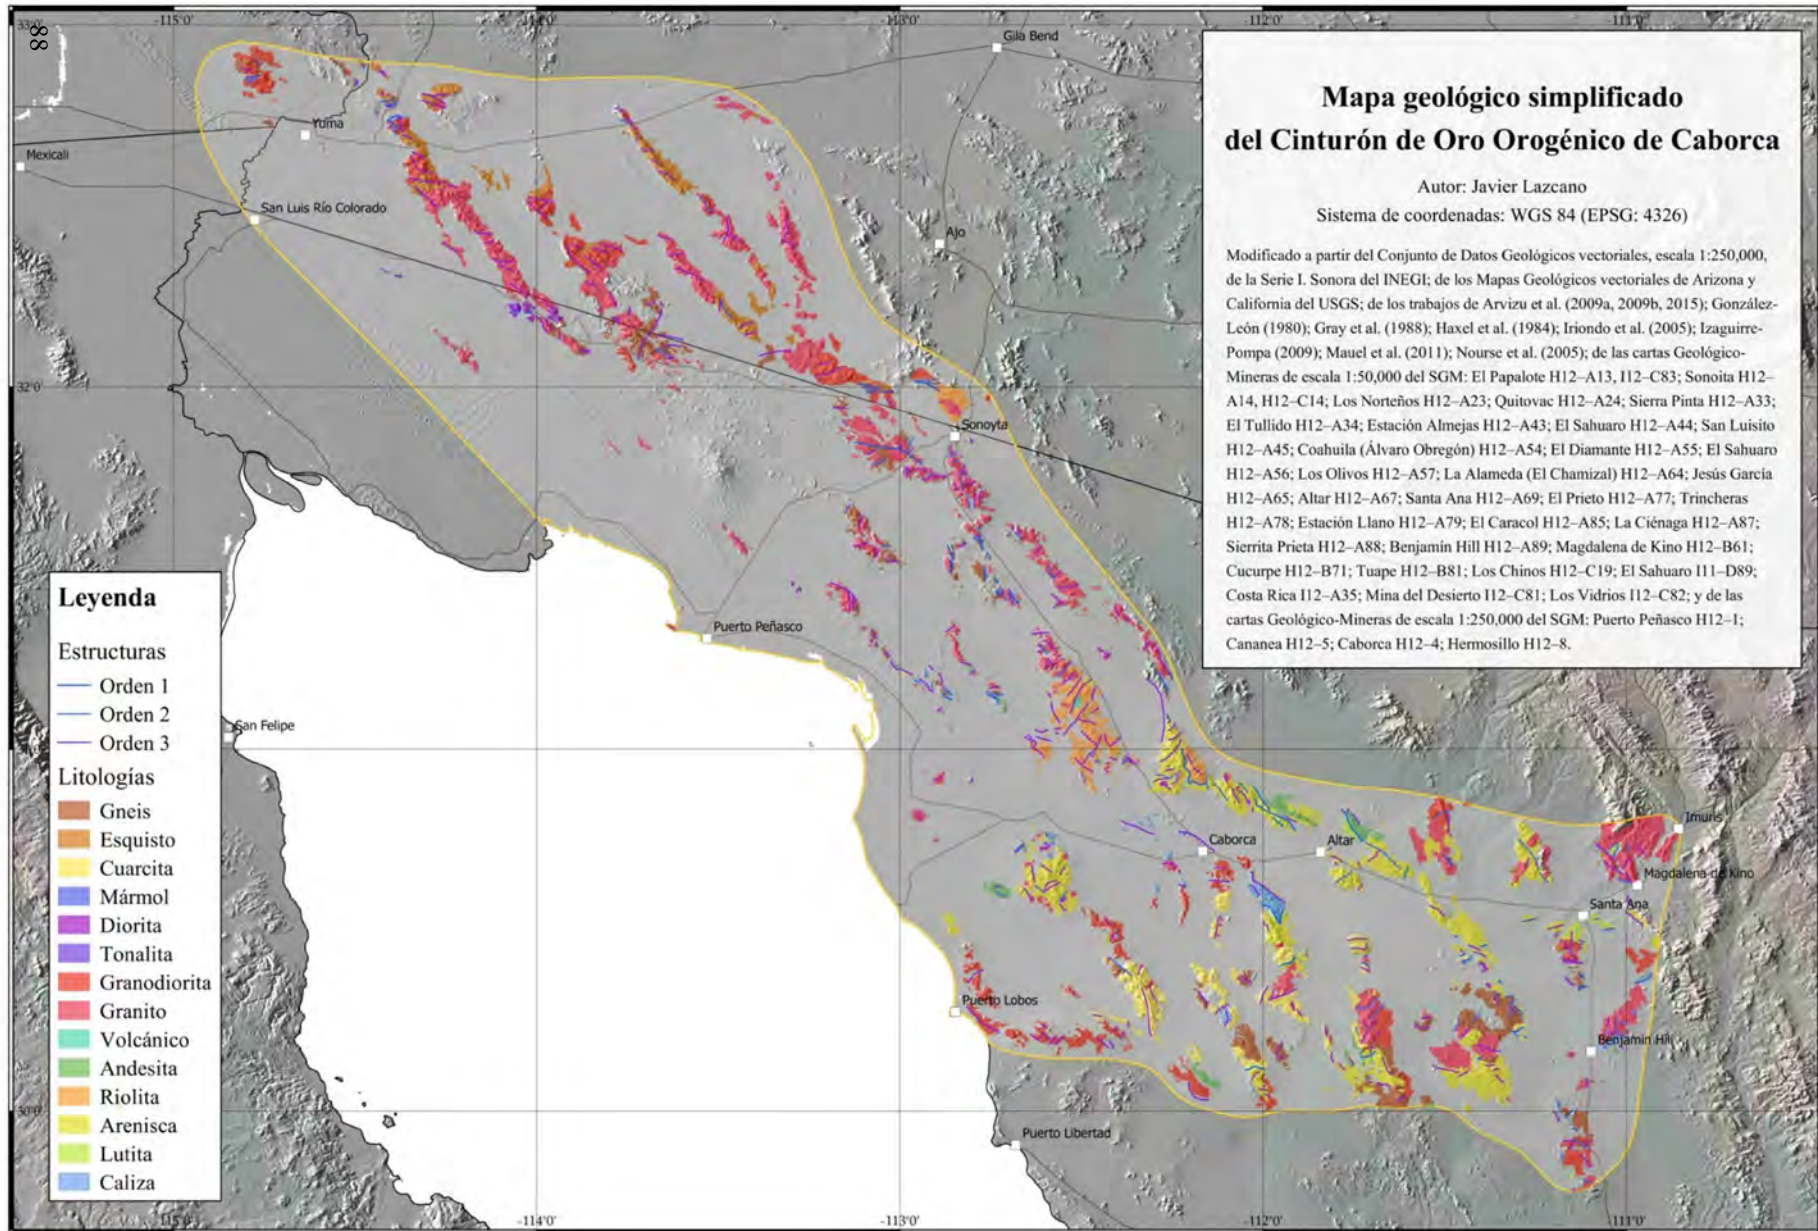 88
-115°0'
-114°0'
-113°0'
-112°0'
-111°0'
33°0'
Gila Bend
Yuma
Mexicali
San Luis Río Colorado
Ajo
32°0'
Sonoyta
Puerto Peñasco
San Felipe
Caborca
Altar
Imuris
Magdalena de Kino
Santa Ana
Puerto Lobos
Benjamin Hill
30°0'
Puerto Libertad
-115°0'
-114°0'
-113°0'
-112°0'
-111°0'
Mapa geológico simplificado
del Cinturón de Oro Orogénico de Caborca
Autor: Javier Lazcano
Sistema de coordenadas: WGS 84 (EPSG: 4326)
Modificado a partir del Conjunto de Datos Geológicos vectoriales, escala 1:250,000,
de la Serie I. Sonora del INEGI; de los Mapas Geológicos vectoriales de Arizona y
California del USGS; de los trabajos de Arvizu et al. (2009a, 2009b, 2015); González-
León (1980); Gray et al. (1988); Haxel et al. (1984); Iriondo et al. (2005); Izaguirre-
Pompa (2009); Mauel et al. (2011); Nourse et al. (2005); de las cartas Geológico-
Mineras de escala 1:50,000 del SGM: El Papalote H12–A13, I12–C83; Sonoita H12–
A14, H12–C14; Los Norteños H12–A23; Quitovac H12–A24; Sierra Pinta H12–A33;
El Tullido H12–A34; Estación Almejas H12–A43; El Sahuaro H12–A44; San Luisito
H12–A45; Coahuila (Álvaro Obregón) H12–A54; El Diamante H12–A55; El Sahuaro
H12–A56; Los Olivos H12–A57; La Alameda (El Chamizal) H12–A64; Jesús García
H12–A65; Altar H12–A67; Santa Ana H12–A69; El Prieto H12–A77; Trincheras
H12–A78; Estación Llano H12–A79; El Caracol H12–A85; La Ciénaga H12–A87;
Sierrita Prieta H12–A88; Benjamín Hill H12–A89; Magdalena de Kino H12–B61;
Cucurpe H12–B71; Tuape H12–B81; Los Chinos H12–C19; El Sahuaro I11–D89;
Costa Rica I12–A35; Mina del Desierto I12–C81; Los Vidrios I12–C82; y de las
cartas Geológico-Mineras de escala 1:250,000 del SGM: Puerto Peñasco H12–1;
Cananea H12–5; Caborca H12–4; Hermosillo H12–8.
Leyenda
Estructuras
Orden 1
Orden 2
Orden 3
Litologías
Gneis
Esquisto
Cuarcita
Mármol
Diorita
Tonalita
Granodiorita
Granito
Volcánico
Andesita
Riolita
Arenisca
Lutita
Caliza